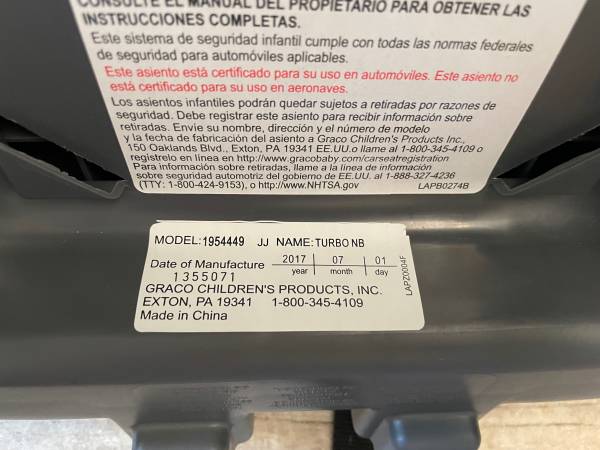 CONSULTE EL MANUAL DEL PROPIETARIO PARA OBTENER LAS
INSTRUCCIONES COMPLETAS.
Este sistema de seguridad infantil cumple con todas las normas federales
de seguridad para automóviles aplicables.
Este asiento está certificado para su uso en automóviles. Este asiento no
está certificado para su uso en aeronaves.
Los asientos infantiles podrán quedar sujetos a retiradas por razones de
seguridad. Debe registrar este asiento para recibir información sobre
retiradas. Envíe su nombre, dirección y el número de modelo
y la fecha de fabricación del asiento a Graco Children's Products Inc.,
150 Oaklands Blvd., Exton, PA 19341 EE.UU.o llame al 1-800-345-4109 o
regístrelo en línea en http://www.gracobaby.com/carseatregistration
Para información sobre retiradas, llame a la línea de información
sobre seguridad automotriz del gobierno de EE.UU. al 1-888-327-4236
(TTY: 1-800-424-9153), o http://www.NHTSA.gov
LAPB0274B
MODEL:1954449 JJ NAME:TURBO NB
Date of Manufacture 2017 07 01
year month day
1355071
GRACO CHILDREN'S PRODUCTS, INC.
EXTON, PA 19341 1-800-345-4109
Made in China
LAPZ0004F